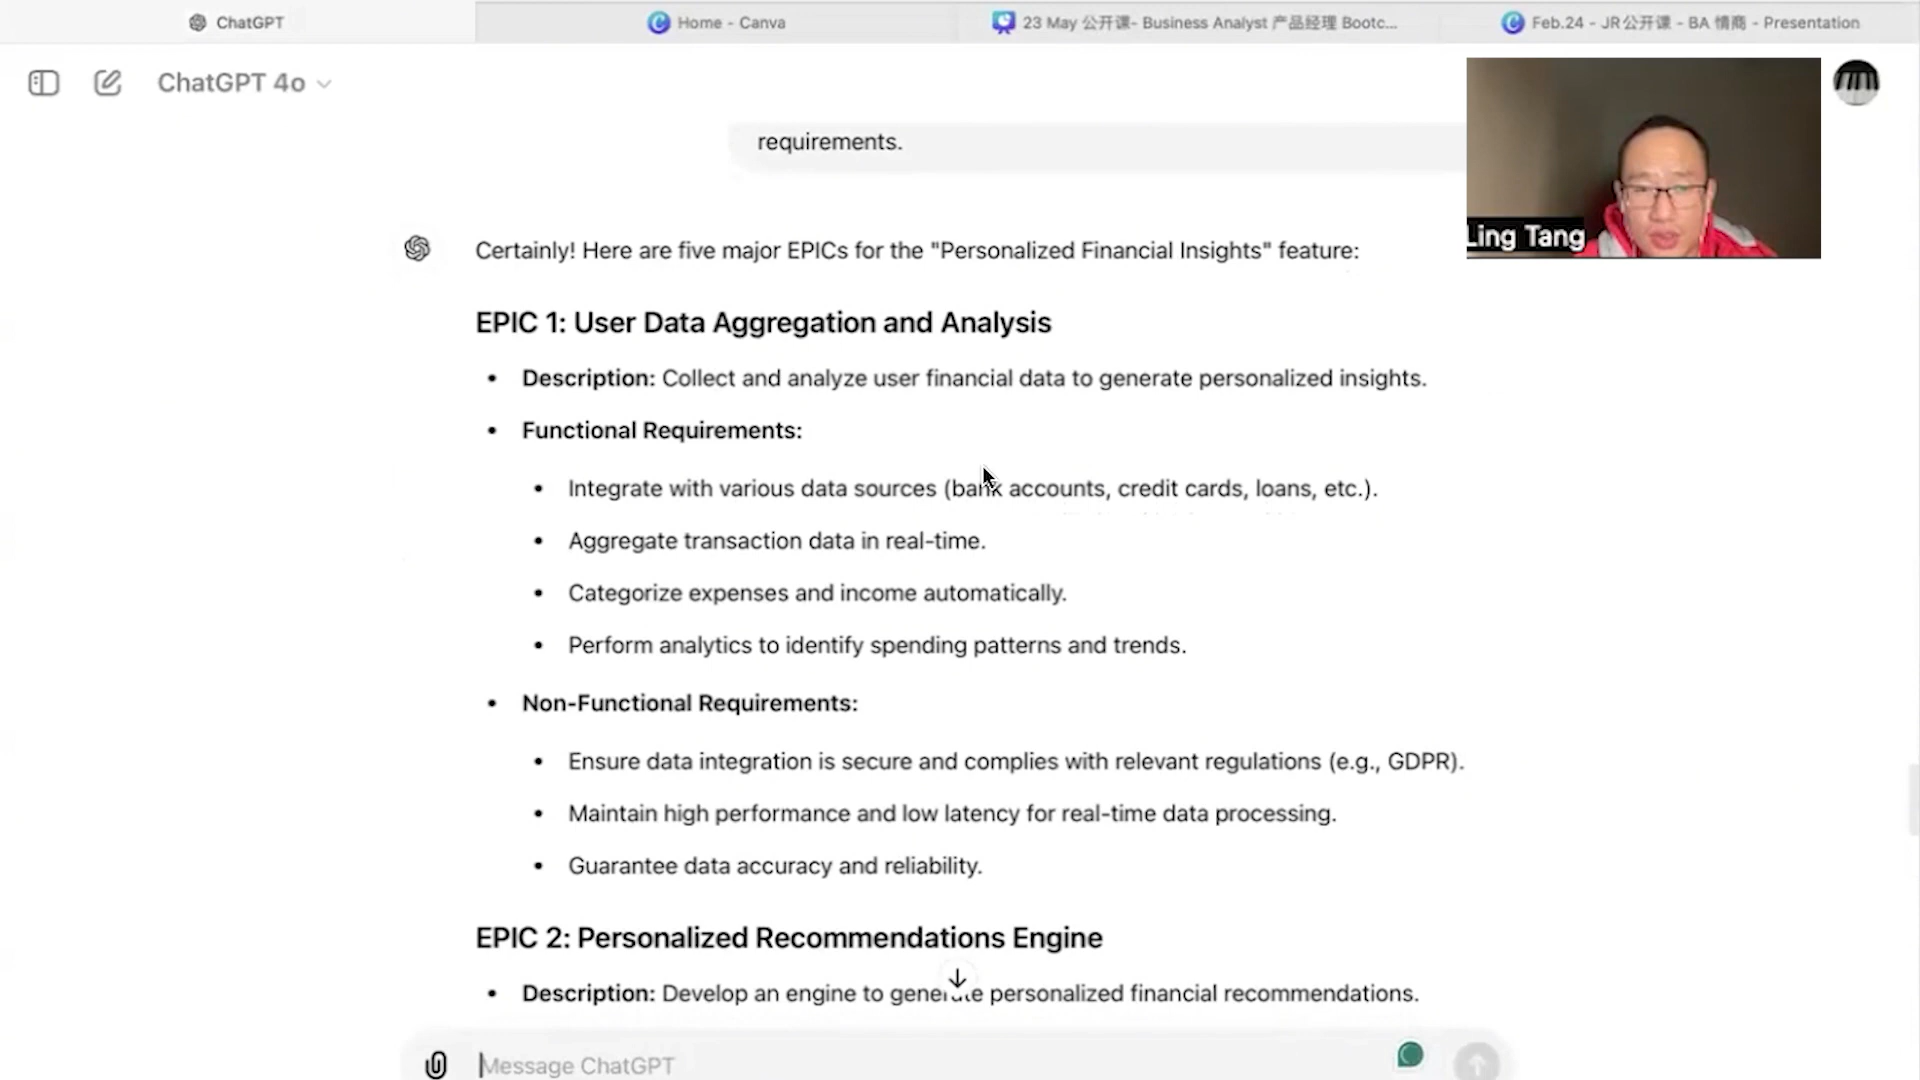 ChatGPT
Home - Canva
23 May 公开课- Business Analyst 产品经理 Bootc...
Feb.24 - JR公开课 - BA 情商 - Presentation
ChatGPT 4o
requirements.
Ling Tang
Certainly! Here are five major EPICs for the "Personalized Financial Insights" feature:
EPIC 1: User Data Aggregation and Analysis
• Description: Collect and analyze user financial data to generate personalized insights.
• Functional Requirements:
• Integrate with various data sources (bank accounts, credit cards, loans, etc.).
• Aggregate transaction data in real-time.
• Categorize expenses and income automatically.
• Perform analytics to identify spending patterns and trends.
• Non-Functional Requirements:
• Ensure data integration is secure and complies with relevant regulations (e.g., GDPR).
• Maintain high performance and low latency for real-time data processing.
• Guarantee data accuracy and reliability.
EPIC 2: Personalized Recommendations Engine
• Description: Develop an engine to generate personalized financial recommendations.
Message ChatGPT